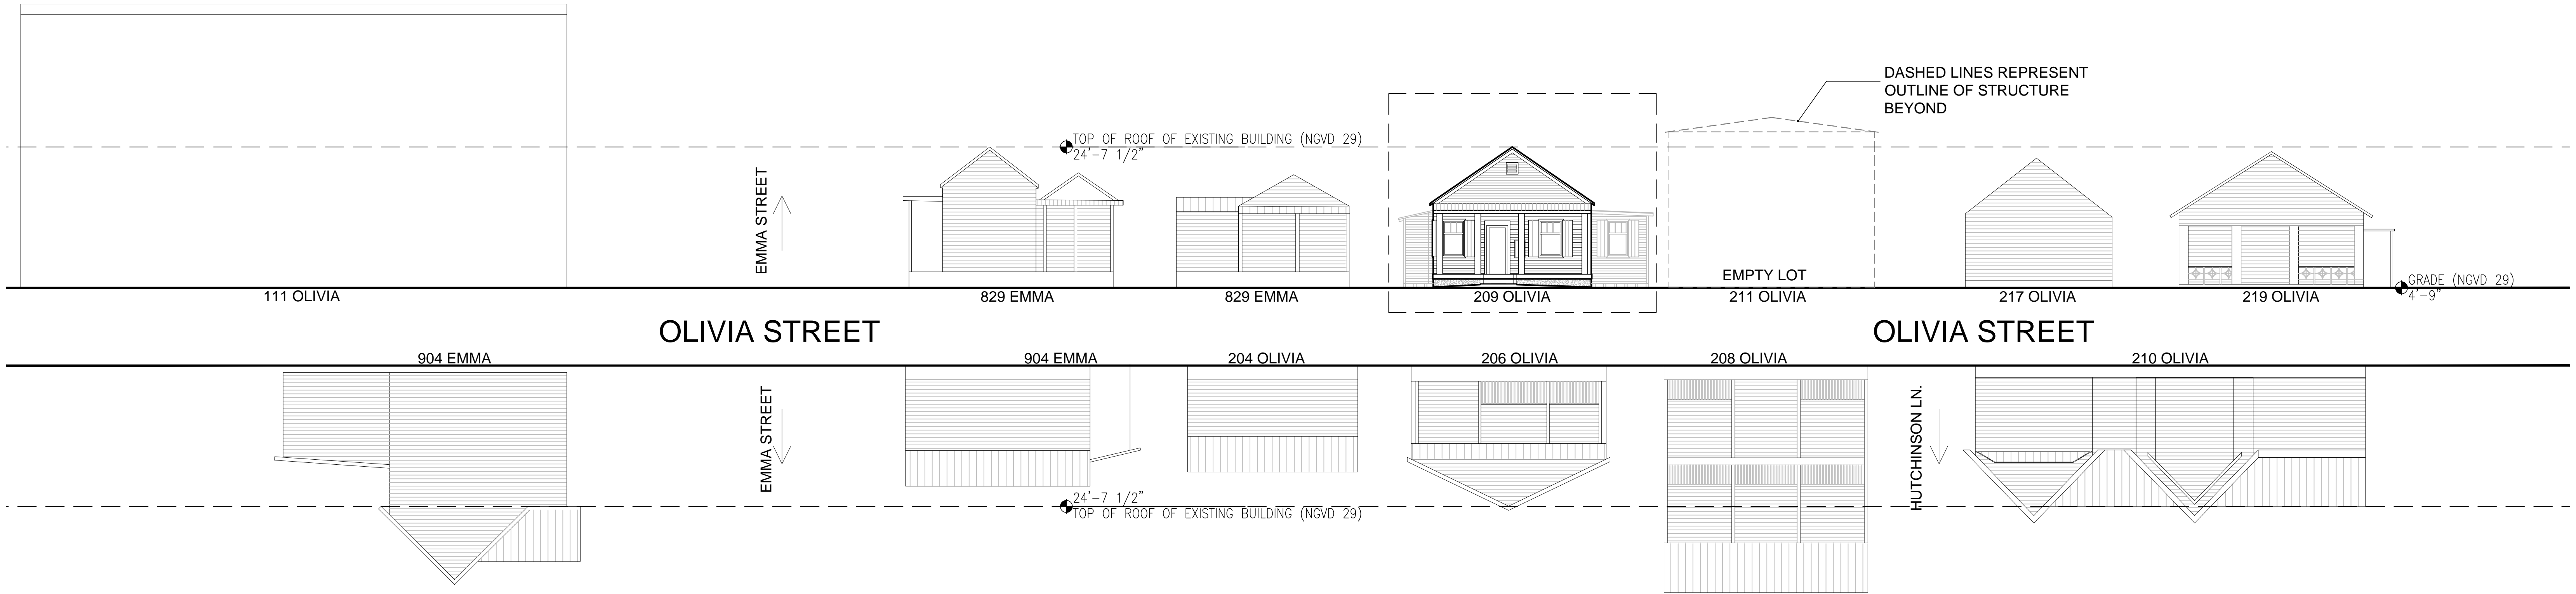 DASHED LINES REPRESENT
OUTLINE OF STRUCTURE
BEYOND
TOP OF ROOF OF EXISTING BUILDING (NGVD 29)
24'-7 1/2"
EMMA STREET
EMPTY LOT
GRADE (NGVD 29)
4'-9"
111 OLIVIA
829 EMMA
829 EMMA
209 OLIVIA
211 OLIVIA
217 OLIVIA
219 OLIVIA
OLIVIA STREET
OLIVIA STREET
904 EMMA
904 EMMA
204 OLIVIA
206 OLIVIA
208 OLIVIA
210 OLIVIA
EMMA STREET
HUTCHINSON LN.
24'-7 1/2"
TOP OF ROOF OF EXISTING BUILDING (NGVD 29)